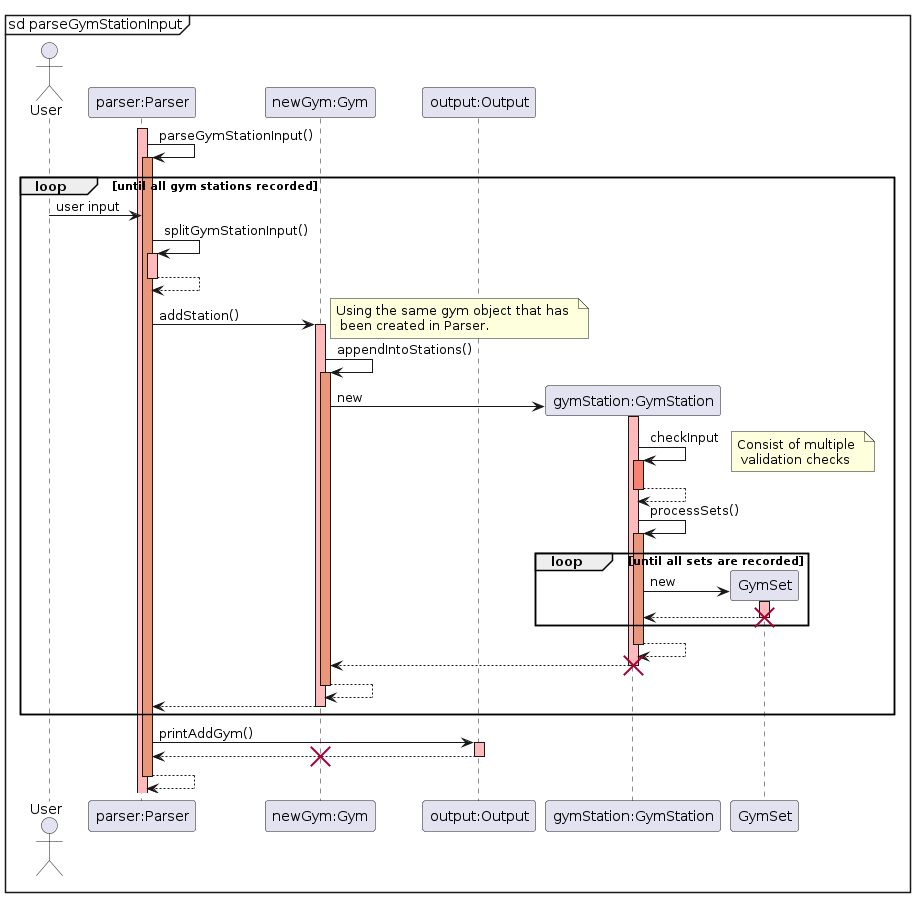 sd parseGymStationInput
User
parser:Parser
newGym:Gym
output:Output
parseGymStationInput()
loop
[until all gym stations recorded]
user input
splitGymStationInput()
addStation()
Using the same gym object that has
been created in Parser.
appendIntoStations()
new
gymStation:GymStation
checkInput
Consist of multiple
validation checks
processSets()
loop
[until all sets are recorded]
new
GymSet
printAddGym()
User
parser:Parser
newGym:Gym
output:Output
gymStation:GymStation
GymSet